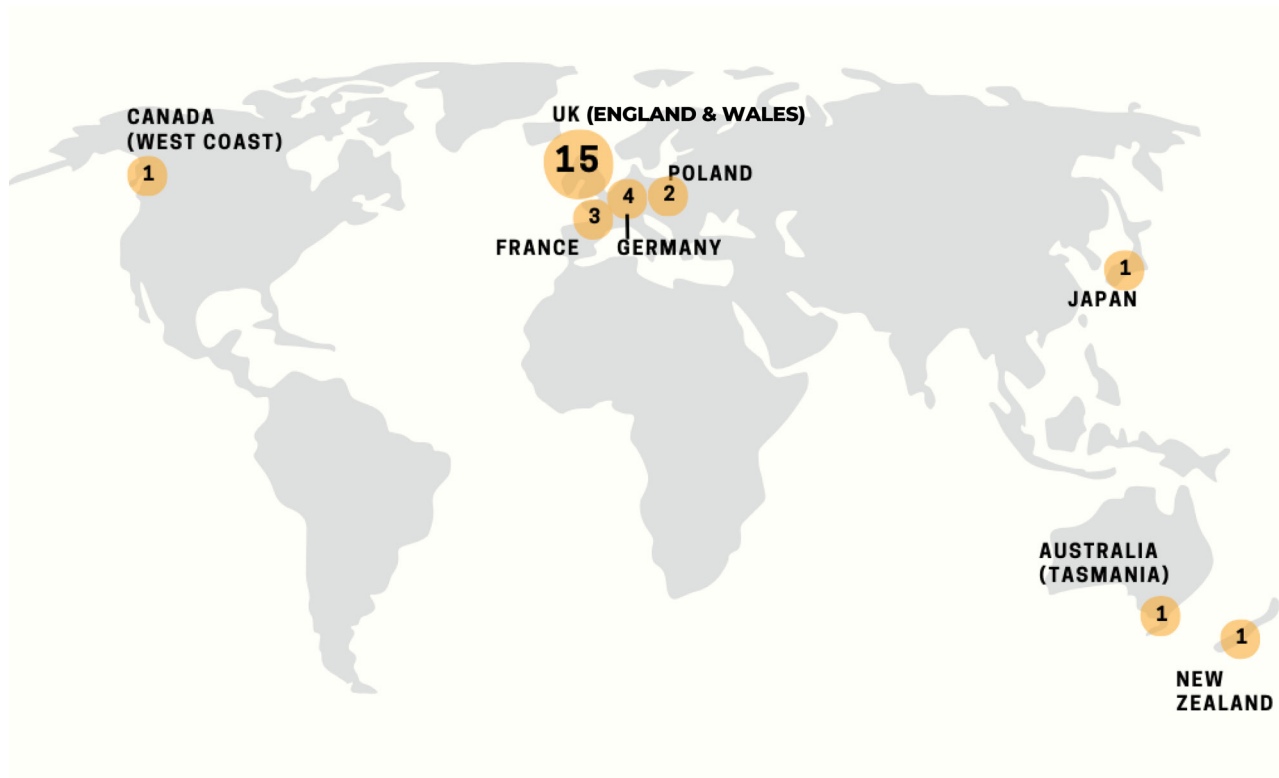 CANADA
(WEST COAST)
1
UK (ENGLAND & WALES)
15
POLAND
2
4
3
FRANCE
GERMANY
1
JAPAN
AUSTRALIA
(TASMANIA)
1
1
NEW
ZEALAND